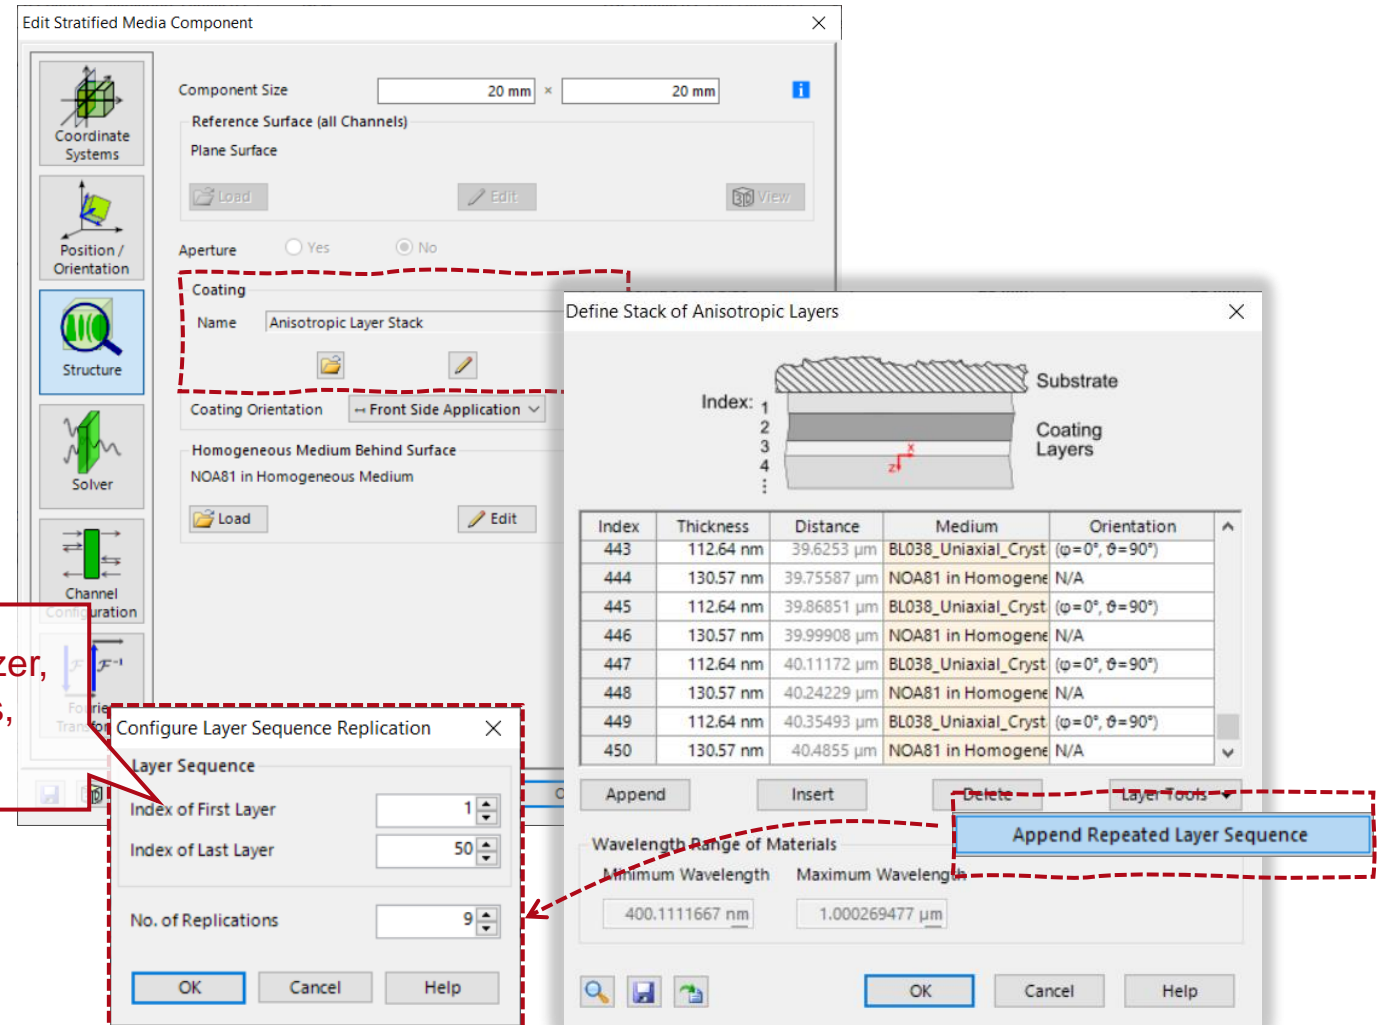 Edit Stratified Media Component
Coordinate
Systems
Position /
Orientation
Structure
Solver
Channel
Configuration
Fourier
Component Size 20 mm × 20 mm
Reference Surface (all Channels)
Plane Surface
Load Edit View
Aperture Yes No
Coating
Name Anisotropic Layer Stack
Coating Orientation Front Side Application
Homogeneous Medium Behind Surface
NOA81 in Homogeneous Medium
Load Edit
Define Stack of Anisotropic Layers
Index: 1
2
3
4
⋮
Substrate
Coating
Layers
x
z
Index Thickness Distance Medium Orientation
443 112.64 nm 39.6253 µm BL038_Uniaxial_Cryst (φ=0°, ϑ=90°)
444 130.57 nm 39.75587 µm NOA81 in Homogene N/A
445 112.64 nm 39.86851 µm BL038_Uniaxial_Cryst (φ=0°, ϑ=90°)
446 130.57 nm 39.99908 µm NOA81 in Homogene N/A
447 112.64 nm 40.11172 µm BL038_Uniaxial_Cryst (φ=0°, ϑ=90°)
448 130.57 nm 40.24229 µm NOA81 in Homogene N/A
449 112.64 nm 40.35493 µm BL038_Uniaxial_Cryst (φ=0°, ϑ=90°)
450 130.57 nm 40.4855 µm NOA81 in Homogene N/A
Append Insert Delete Layer Tools
Append Repeated Layer Sequence
Wavelength Range of Materials
Minimum Wavelength Maximum Wavelength
400.1111667 nm 1.000269477 µm
OK Cancel Help
Configure Layer Sequence Replication
Layer Sequence
Index of First Layer 1
Index of Last Layer 50
No. of Replications 9
OK Cancel Help